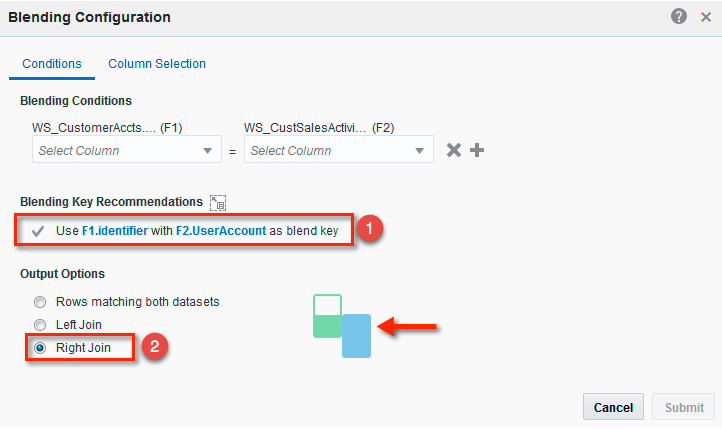 Blending Configuration
Conditions Column Selection
Blending Conditions
WS_CustomerAccts.... (F1) WS_CustSalesActivi... (F2)
Select Column = Select Column
Blending Key Recommendations
Use F1.identifier with F2.UserAccount as blend key 1
Output Options
Rows matching both datasets
Left Join
Right Join 2
Cancel Submit